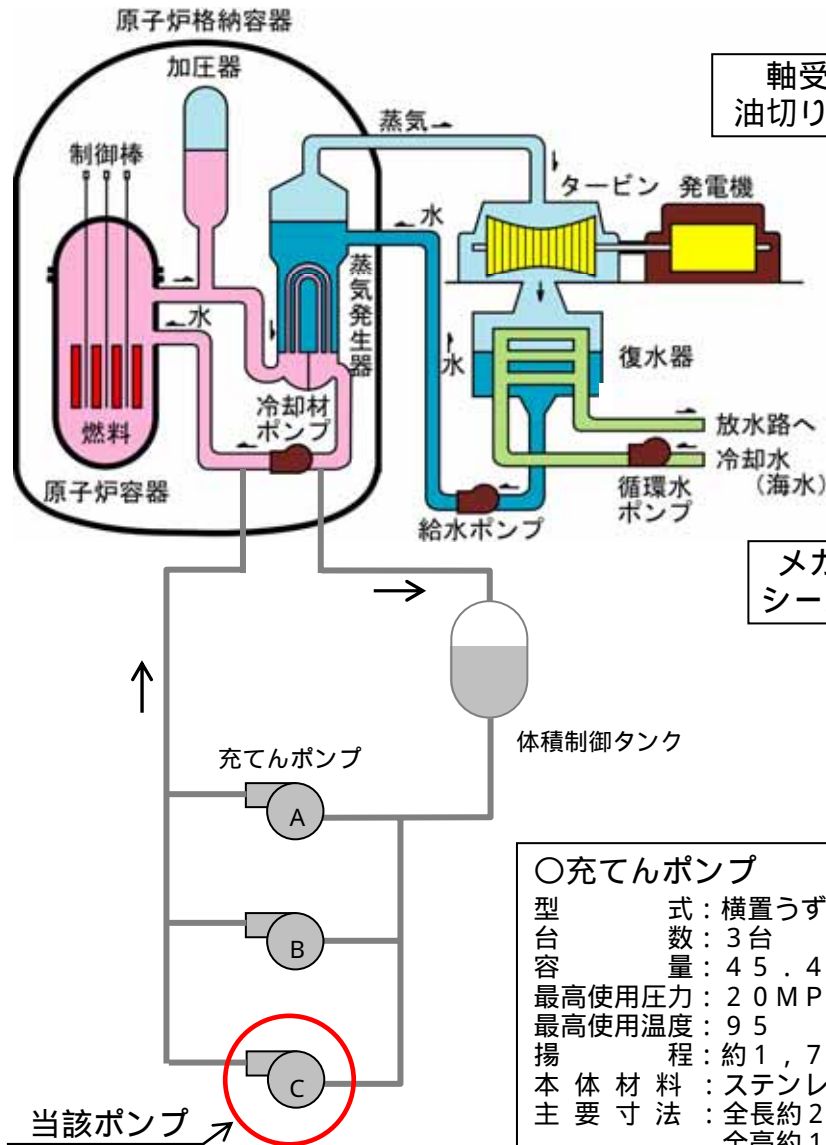 原子炉格納容器
加圧器
制御棒
蒸気
タービン
発電機
水
水
蒸気発生器
水
復水器
燃料
冷却材
ポンプ
原子炉容器
給水ポンプ
循環水
ポンプ
放水路へ
冷却水
(海水)
軸受
油切り
メカ
シー
体積制御タンク
充てんポンプ
A
B
C
当該ポンプ
○充てんポンプ
型式:横置うず
台数:3台
容量:45.4
最高使用圧力:20MP
最高使用温度:95
揚程:約1,7
本体材料:ステンレ
主要寸法:全長約2
全高約1